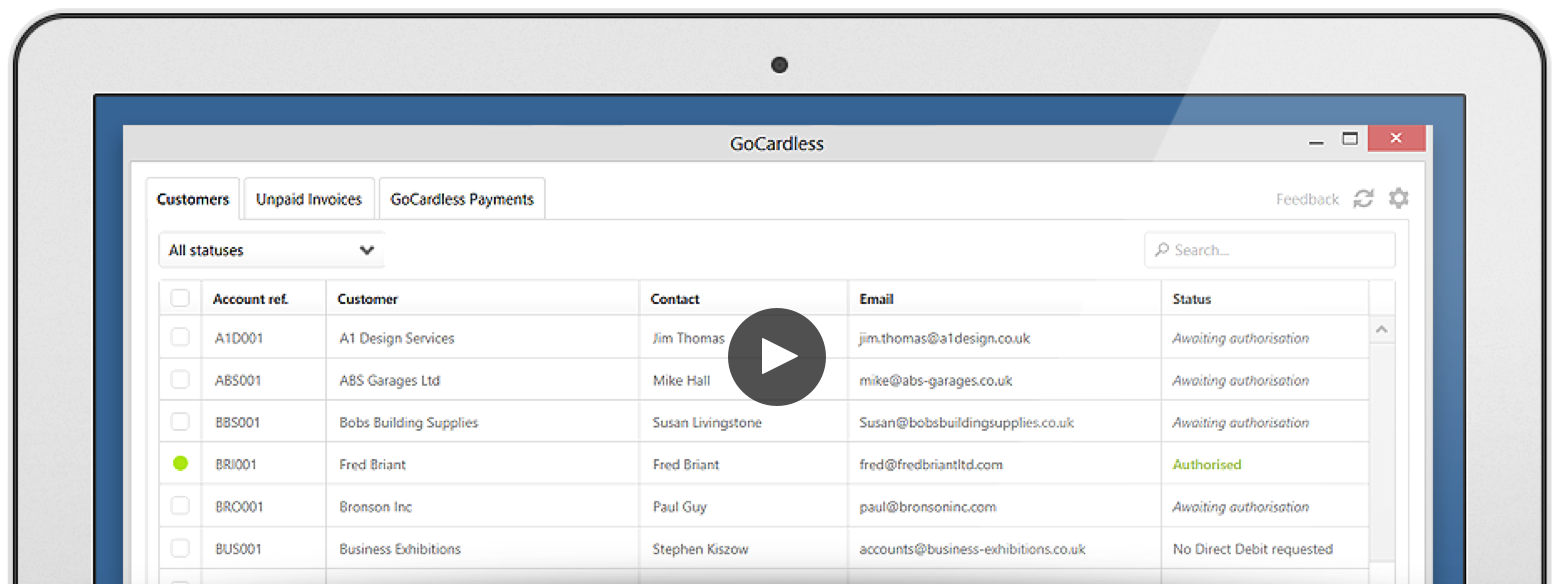 GoCardless
Customers Unpaid Invoices GoCardless Payments Feedback
All statuses Search...
Account ref. Customer Contact Email Status
A1D001 A1 Design Services Jim Thomas jim.thomas@a1design.co.uk Awaiting authorisation
ABS001 ABS Garages Ltd Mike Hall mike@abs-garages.co.uk Awaiting authorisation
BBS001 Bobs Building Supplies Susan Livingstone Susan@bobsbuildingsupplies.co.uk Awaiting authorisation
BRI001 Fred Briant Fred Briant fred@fredbriantltd.com Authorised
BRO001 Bronson Inc Paul Guy paul@bronsoninc.com Awaiting authorisation
BUS001 Business Exhibitions Stephen Kiszow accounts@business-exhibitions.co.uk No Direct Debit requested